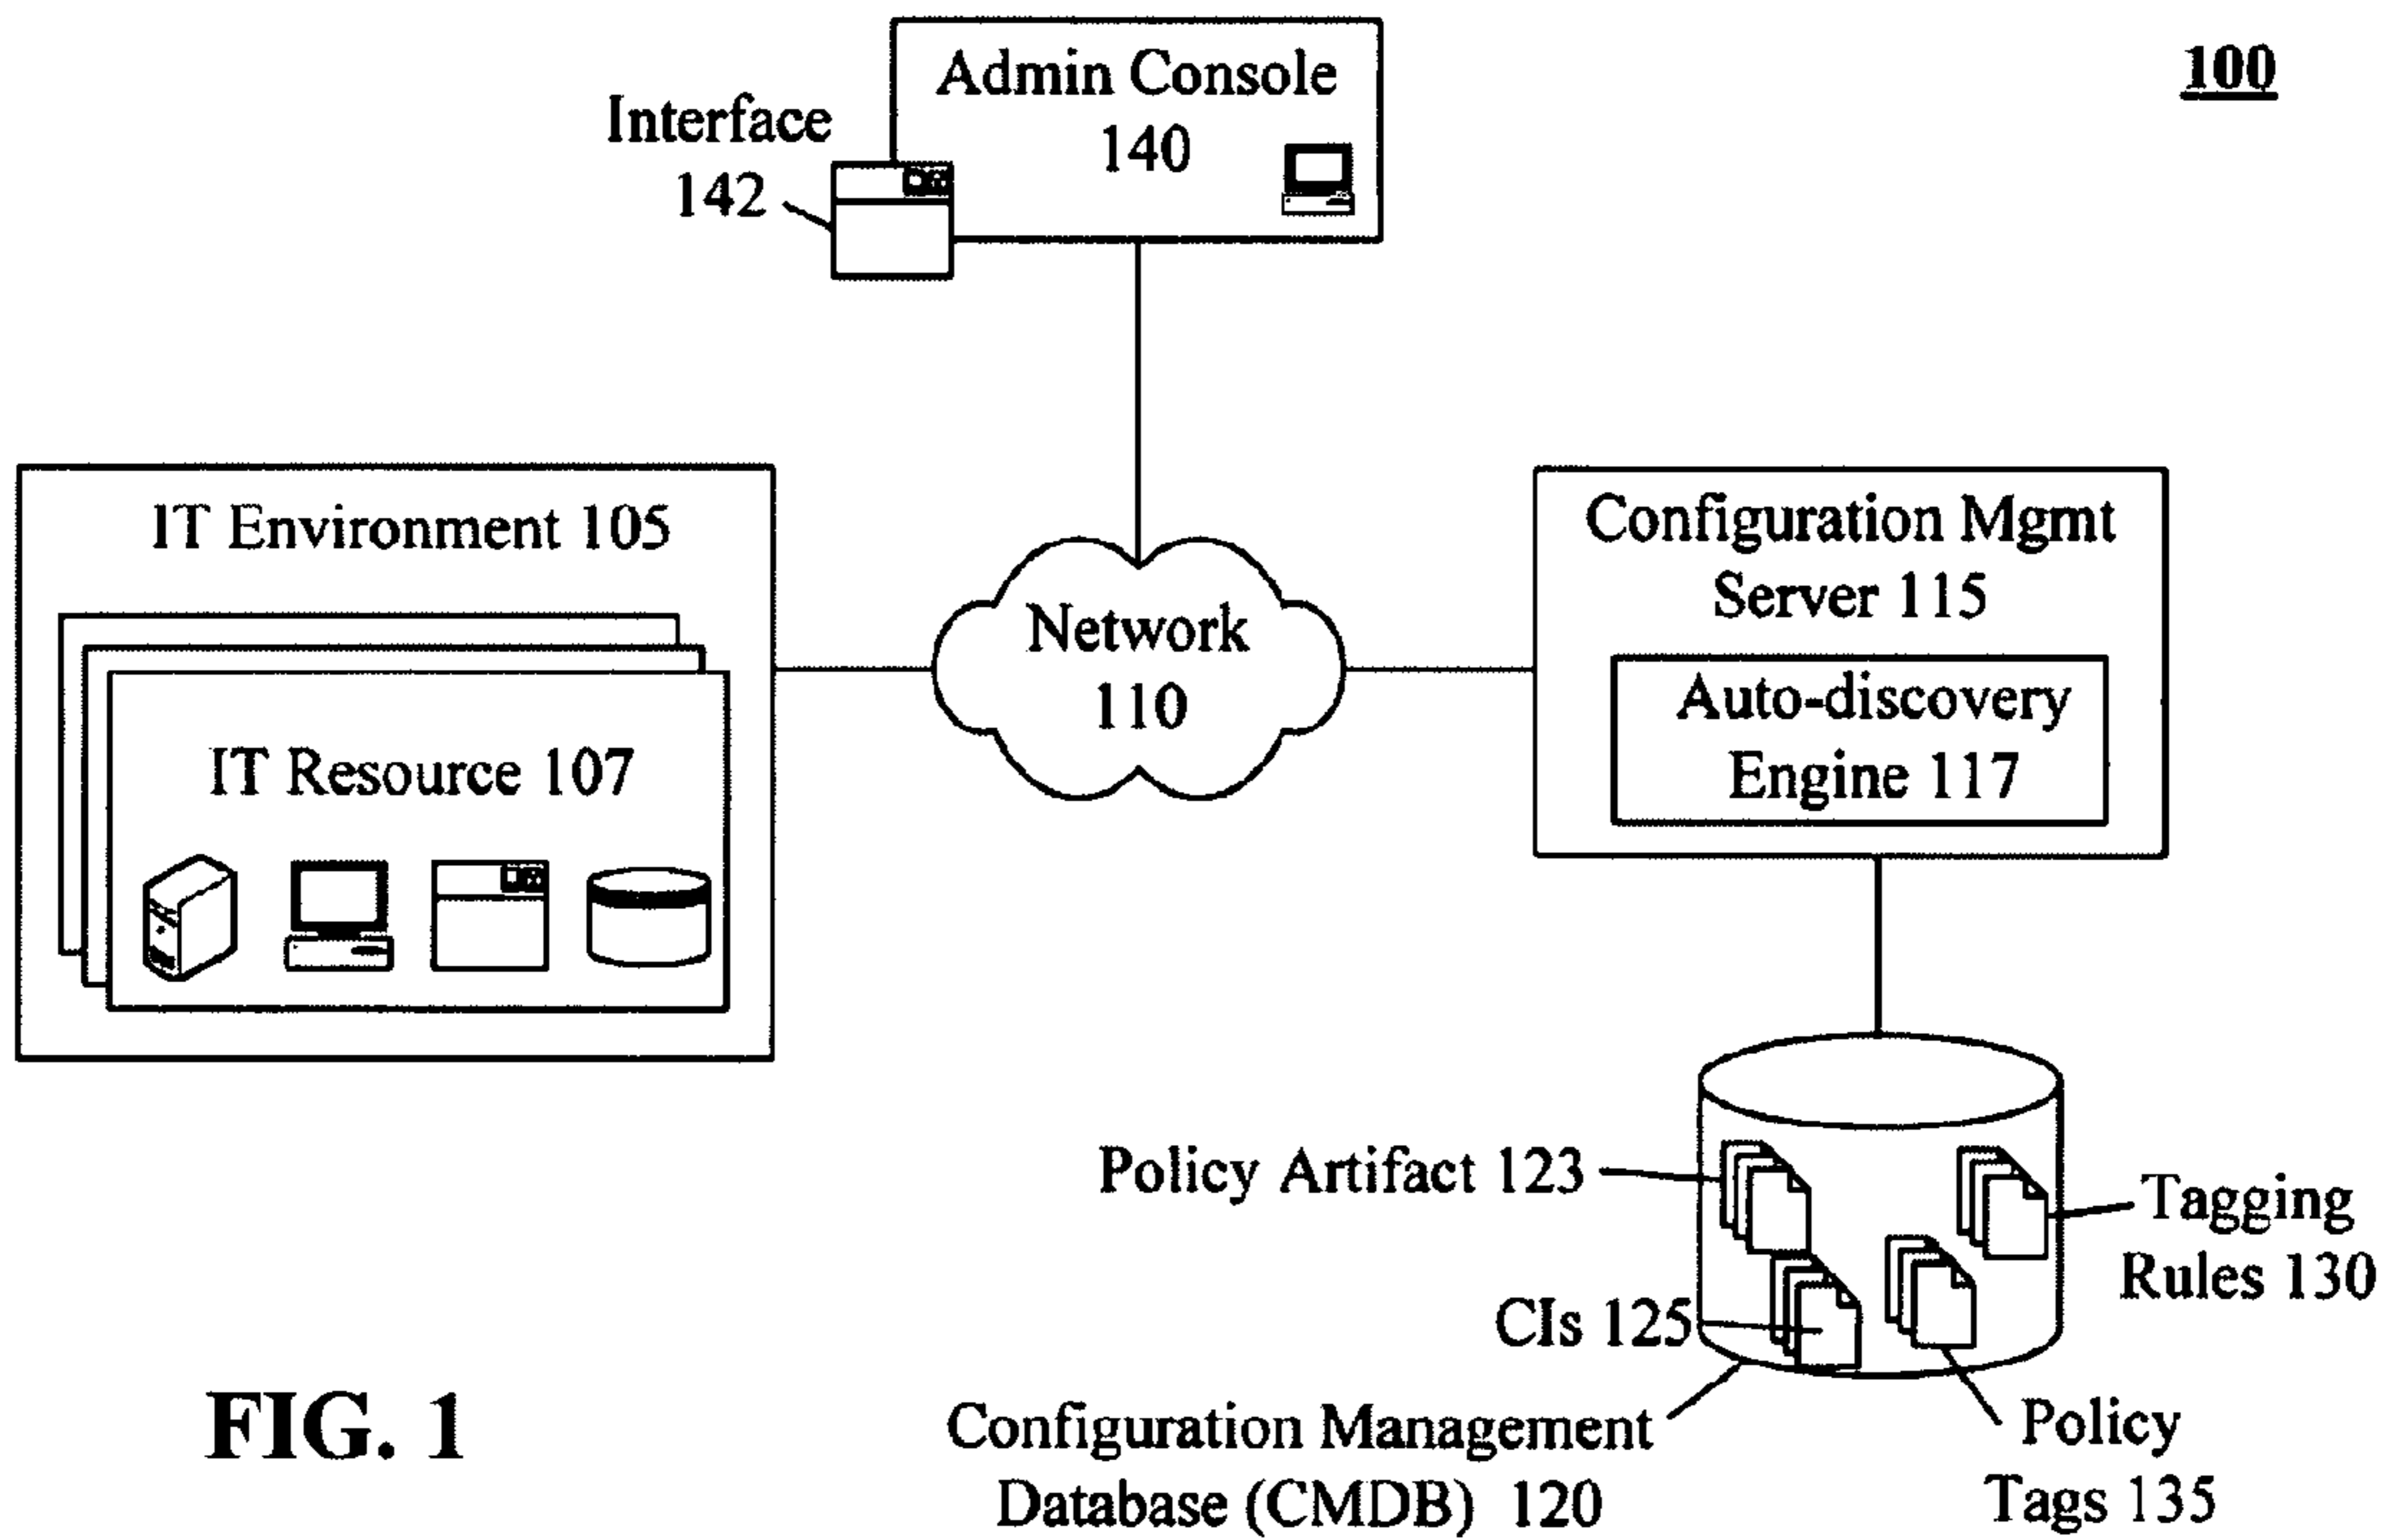 100
Admin Console
140
Interface
142
IT Environment 105
IT Resource 107
Network
110
Configuration Mgmt
Server 115
Auto-discovery
Engine 117
Policy Artifact 123
Tagging
Rules 130
CIs 125
Configuration Management
Database (CMDB) 120
Policy
Tags 135
FIG. 1